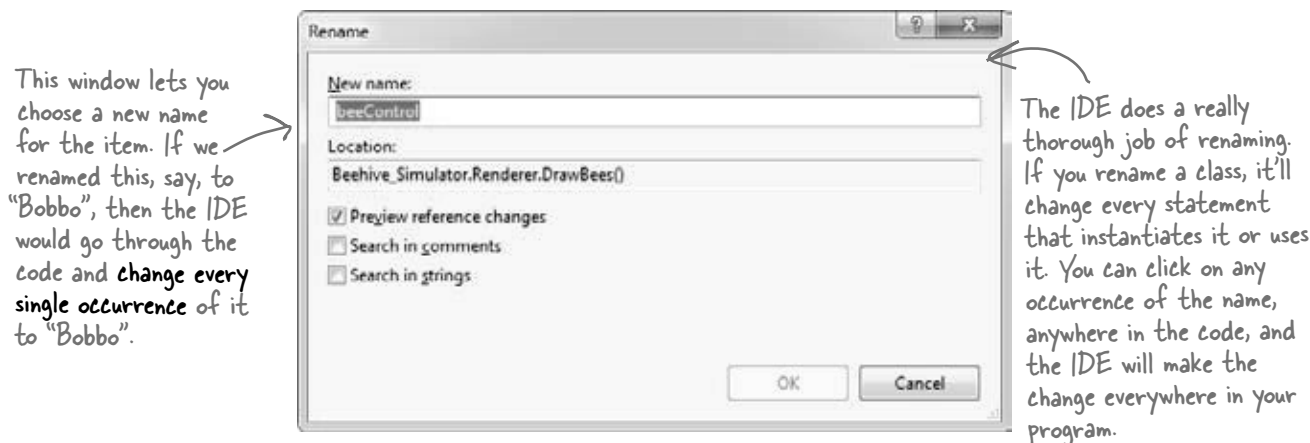 This window lets you
choose a new name
for the item. If we
renamed this, say, to
“Bobbo”, then the IDE
would go through the
code and change every
single occurrence of it
to “Bobbo”.
Rename
New name:
beeControl
Location:
Beehive_Simulator.Renderer.DrawBees()
Preview reference changes
Search in comments
Search in strings
OK
Cancel
The IDE does a really
thorough job of renaming.
If you rename a class, it’ll
change every statement
that instantiates it or uses
it. You can click on any
occurrence of the name,
anywhere in the code, and
the IDE will make the
change everywhere in your
program.